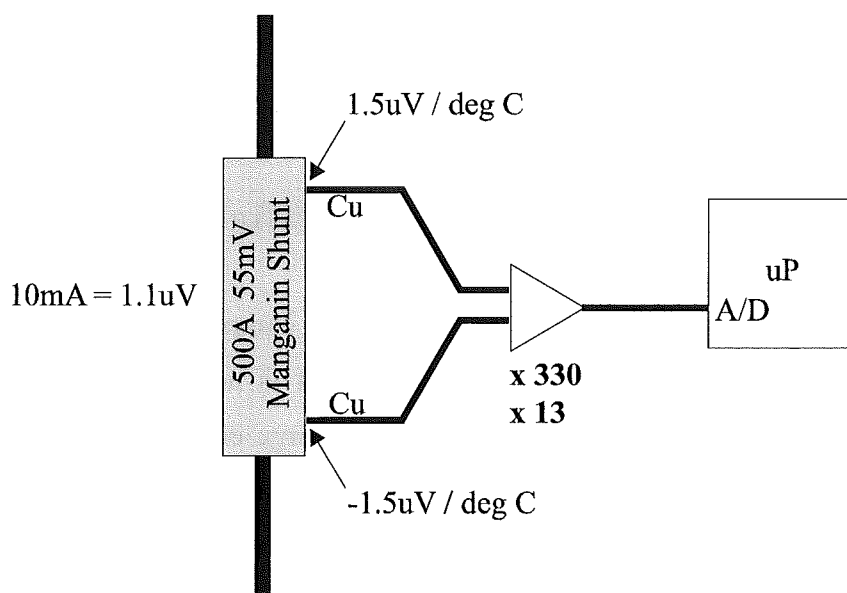 1.5uV / deg C
Cu
10mA = 1.1uV
500A 55mV
Manganin Shunt
uP
A/D
x 330
x 13
Cu
-1.5uV / deg C